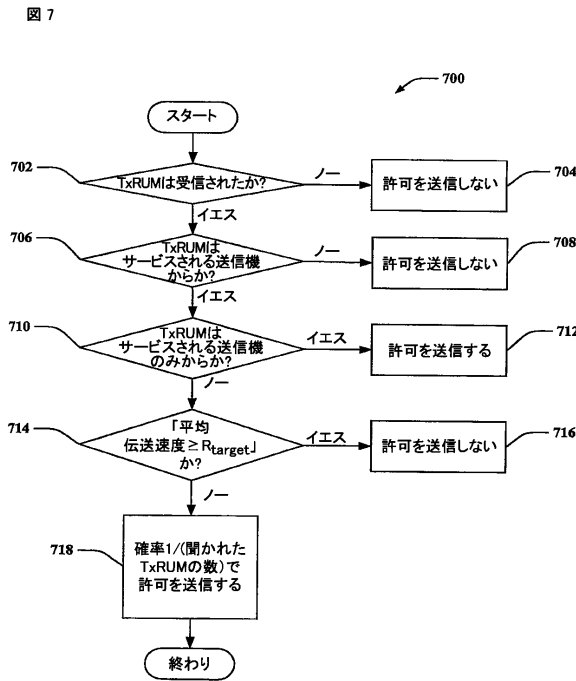 図 7
700
スタート
702
TxRUMは受信されたか?
ノー
許可を送信しない
704
イエス
706
TxRUMは
サービスされる送信機
からか?
ノー
許可を送信しない
708
イエス
710
TxRUMは
サービスされる送信機
のみからか?
イエス
許可を送信する
712
ノー
714
「平均
伝送速度≥Rtarget」
か?
イエス
許可を送信しない
716
ノー
718
確率1/(聞かれた
TxRUMの数)で
許可を送信する
終わり